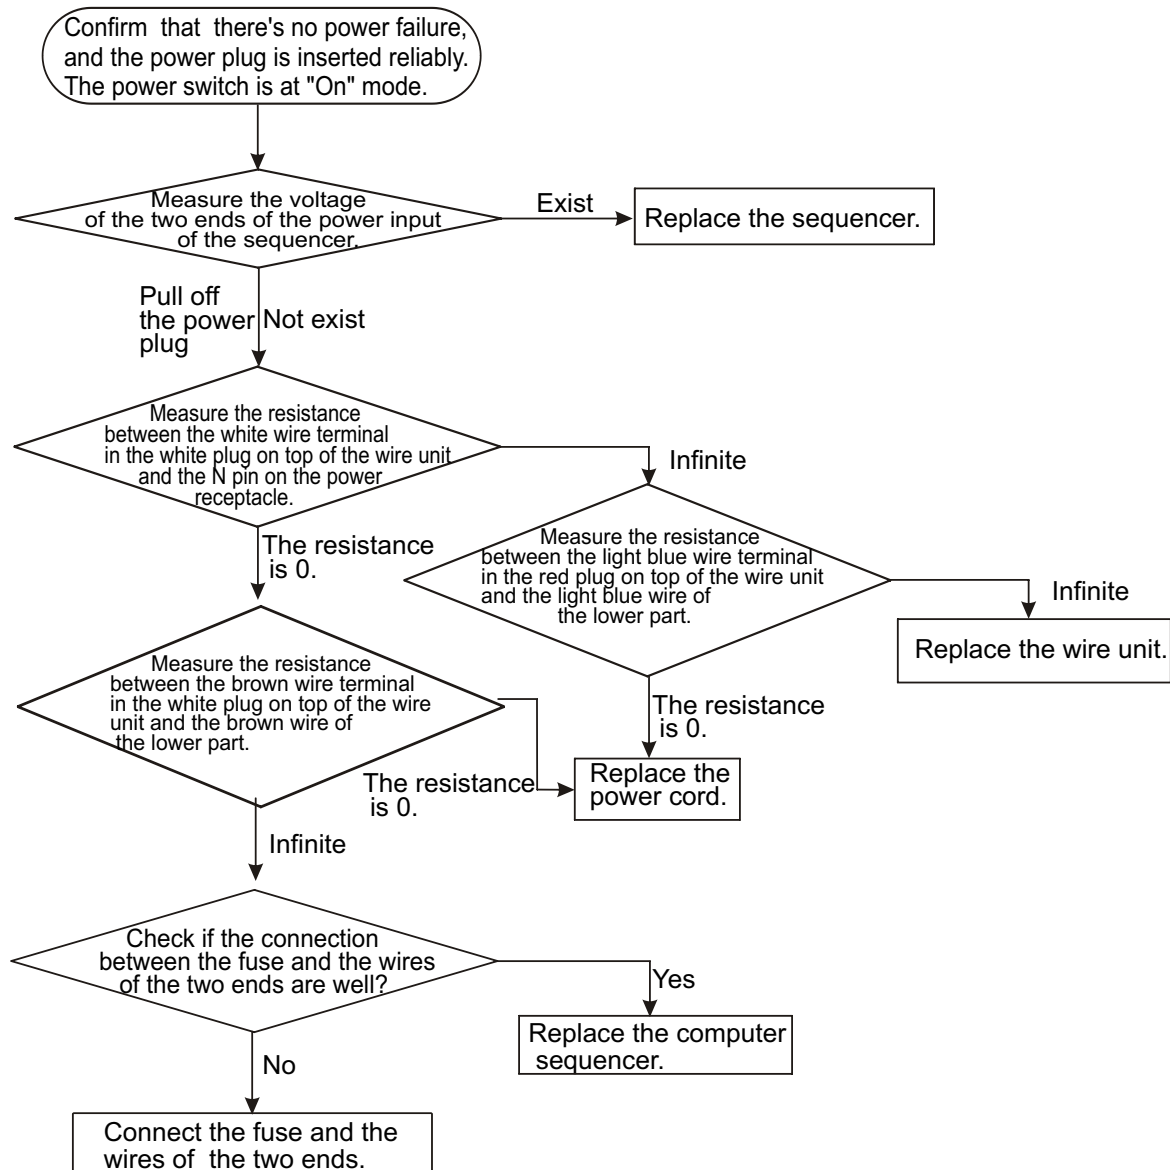 Confirm that there's no power failure,
and the power plug is inserted reliably.
The power switch is at "On" mode.
Measure the voltage
of the two ends of the power input
of the sequencer.
Exist
Replace the sequencer.
Pull off
the power
plug
Not exist
Measure the resistance
between the white wire terminal
in the white plug on top of the wire unit
and the N pin on the power
receptacle.
Infinite
The resistance
is 0.
Measure the resistance
between the light blue wire terminal
in the red plug on top of the wire unit
and the light blue wire of
the lower part.
Infinite
Replace the wire unit.
Measure the resistance
between the brown wire terminal
in the white plug on top of the wire
unit and the brown wire of
the lower part.
The resistance
is 0.
The resistance
is 0.
Replace the
power cord.
Infinite
Check if the connection
between the fuse and the wires
of the two ends are well?
Yes
Replace the computer
sequencer.
No
Connect the fuse and the
wires of the two ends.